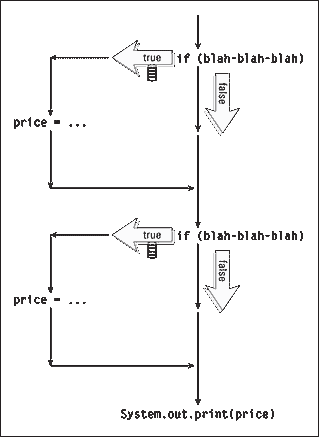 true if (blah-blah-blah)
false
price = ...
true if (blah-blah-blah)
false
price = ...
System.out.print(price)